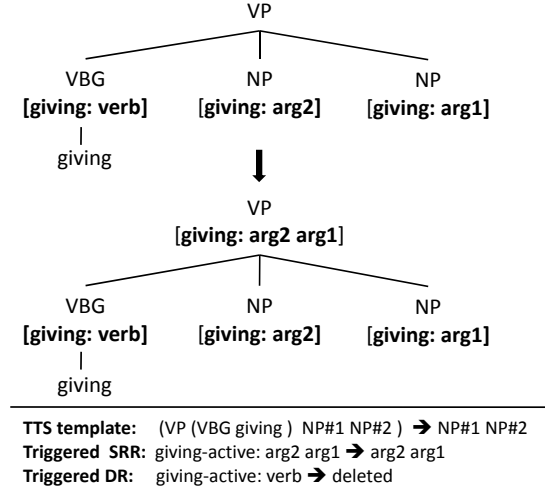 VP
VBG NP NP
[giving: verb] [giving: arg2] [giving: arg1]
giving
VP
[giving: arg2 arg1]
VBG NP NP
[giving: verb] [giving: arg2] [giving: arg1]
giving
TTS template: (VP (VBG giving ) NP#1 NP#2 ) ➔ NP#1 NP#2
Triggered SRR: giving-active: arg2 arg1 ➔ arg2 arg1
Triggered DR: giving-active: verb ➔ deleted